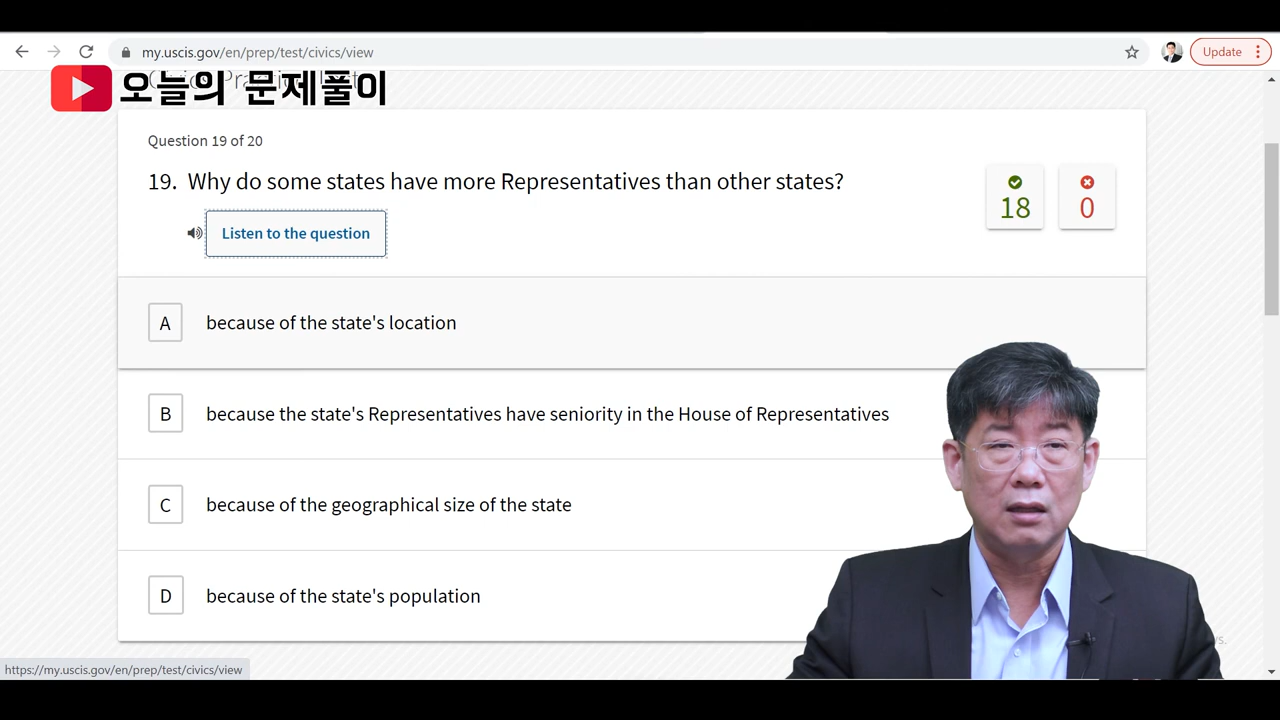 my.uscis.gov/en/prep/test/civics/view
Update
오늘의 문제풀이
Question 19 of 20
19. Why do some states have more Representatives than other states?
18
0
Listen to the question
A
because of the state's location
B
because the state's Representatives have seniority in the House of Representatives
C
because of the geographical size of the state
D
because of the state's population
https://my.uscis.gov/en/prep/test/civics/view